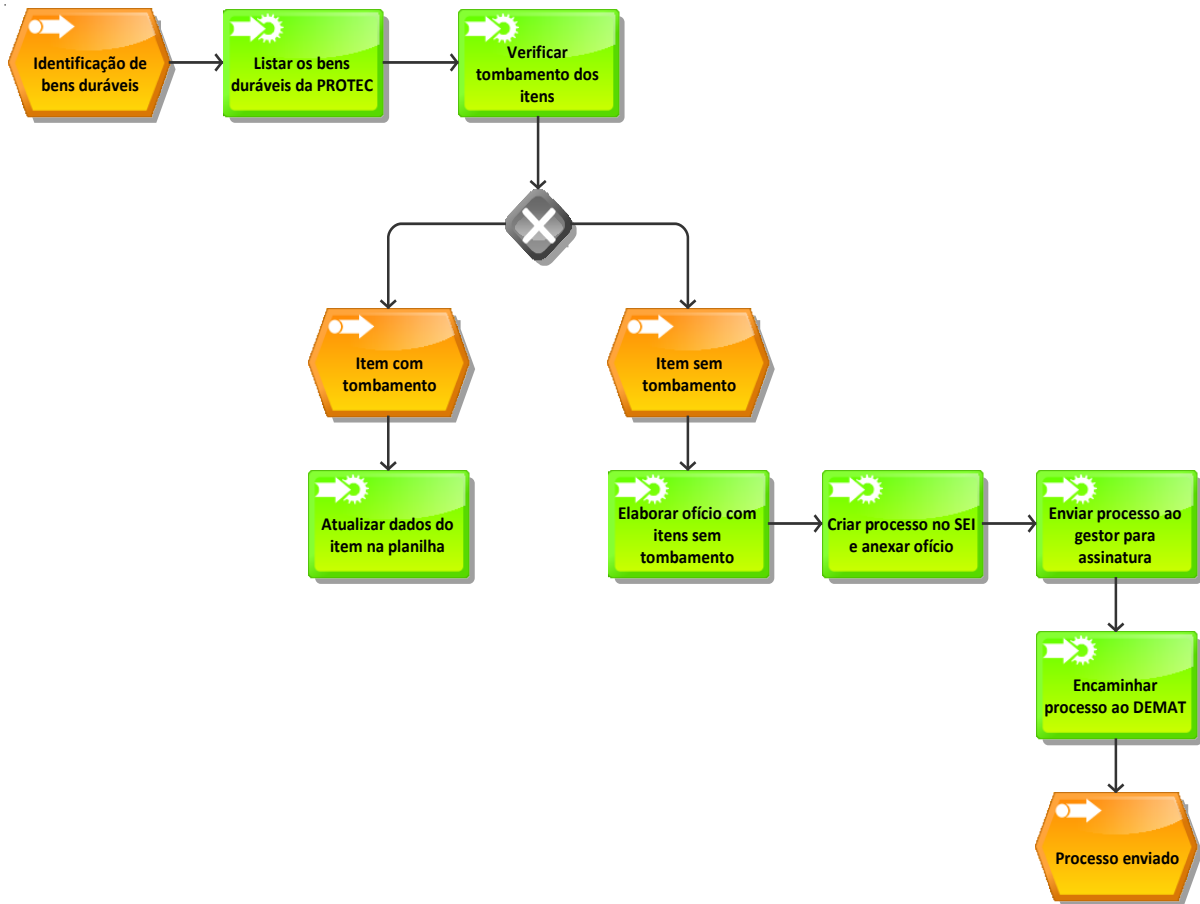 Identificação de
bens duráveis
Listar os bens
duráveis da PROTEC
Verificar
tombamento dos
itens
Item com
tombamento
Item sem
tombamento
Atualizar dados do
item na planilha
Elaborar ofício com
itens sem
tombamento
Criar processo no SEI
e anexar ofício
Enviar processo ao
gestor para
assinatura
Encaminhar
processo ao DEMAT
Processo enviado